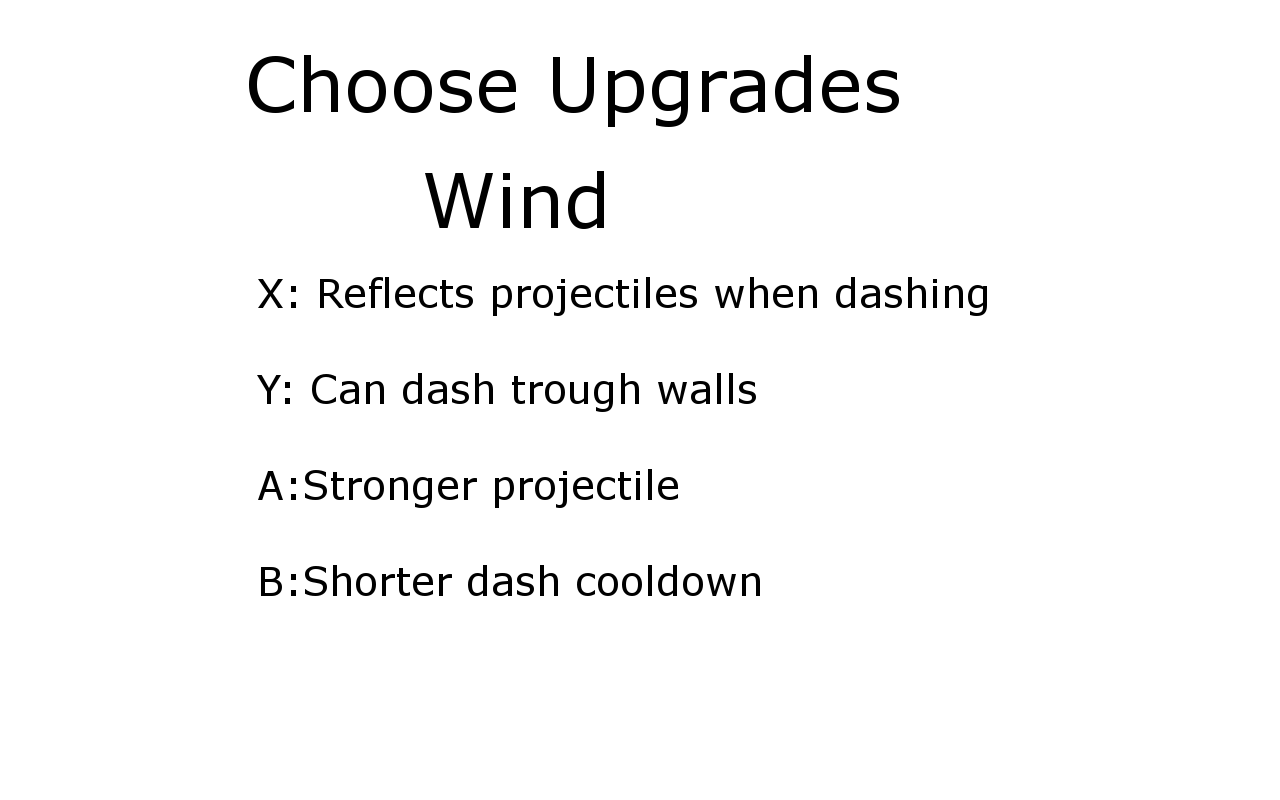 Choose Upgrades
Wind
X: Reflects projectiles when dashing
Y: Can dash trough walls
A:Stronger projectile
B:Shorter dash cooldown